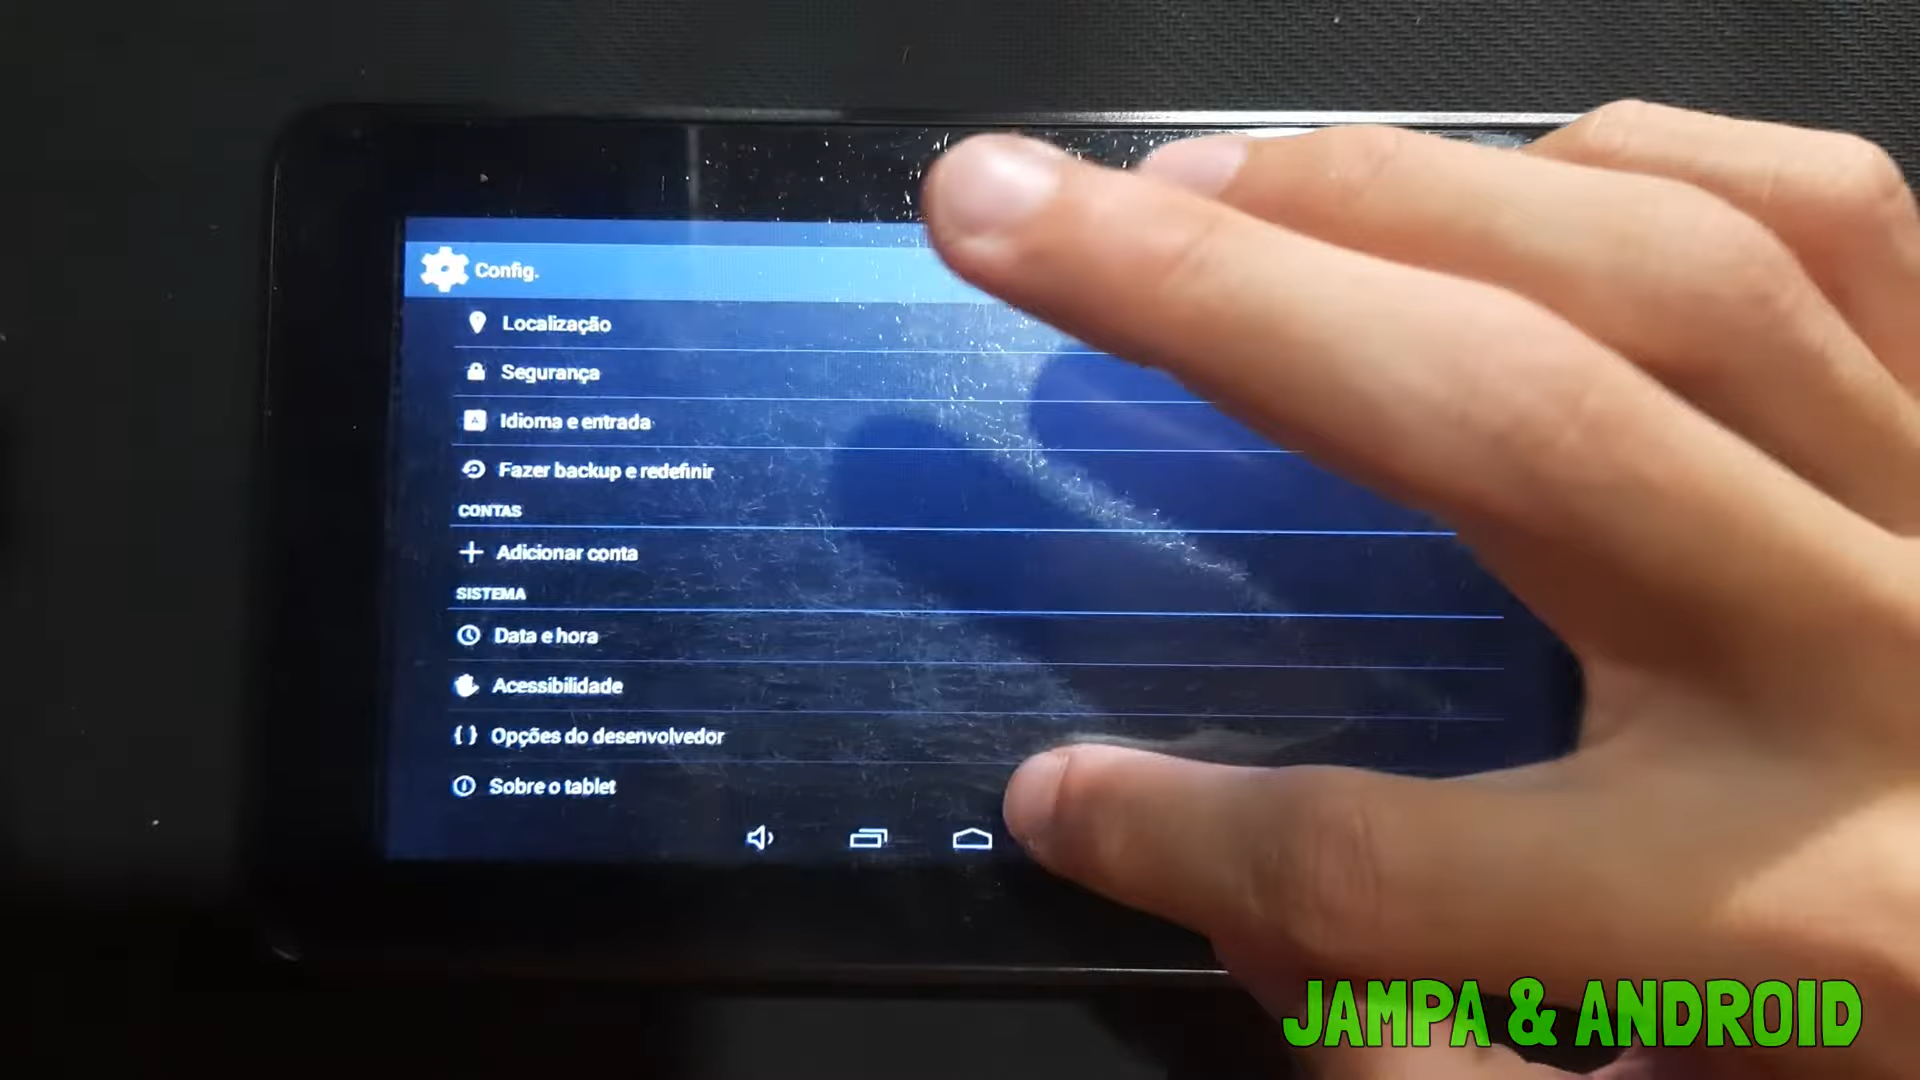 Config.
Localização
Segurança
Idioma e entrada
Fazer backup e redefinir
CONTAS
Adicionar conta
SISTEMA
Data e hora
Acessibilidade
{ } Opções do desenvolvedor
Sobre o tablet
JAMPA & ANDROID